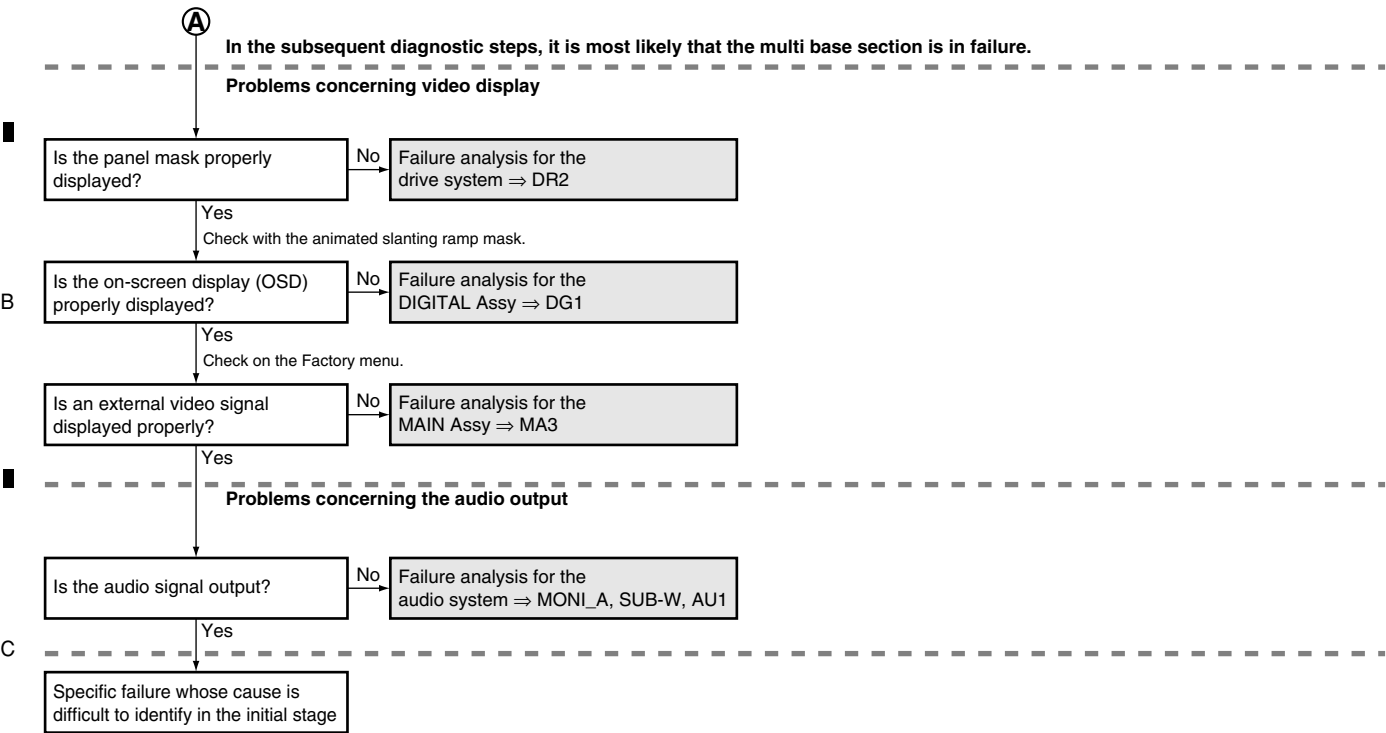 A
In the subsequent diagnostic steps, it is most likely that the multi base section is in failure.
Problems concerning video display
Is the panel mask properly
displayed?
No
Failure analysis for the
drive system ⇒ DR2
Yes
Check with the animated slanting ramp mask.
B
Is the on-screen display (OSD)
properly displayed?
No
Failure analysis for the
DIGITAL Assy ⇒ DG1
Yes
Check on the Factory menu.
Is an external video signal
displayed properly?
No
Failure analysis for the
MAIN Assy ⇒ MA3
Yes
Problems concerning the audio output
Is the audio signal output?
No
Failure analysis for the
audio system ⇒ MONI_A, SUB-W, AU1
Yes
C
Specific failure whose cause is
difficult to identify in the initial stage